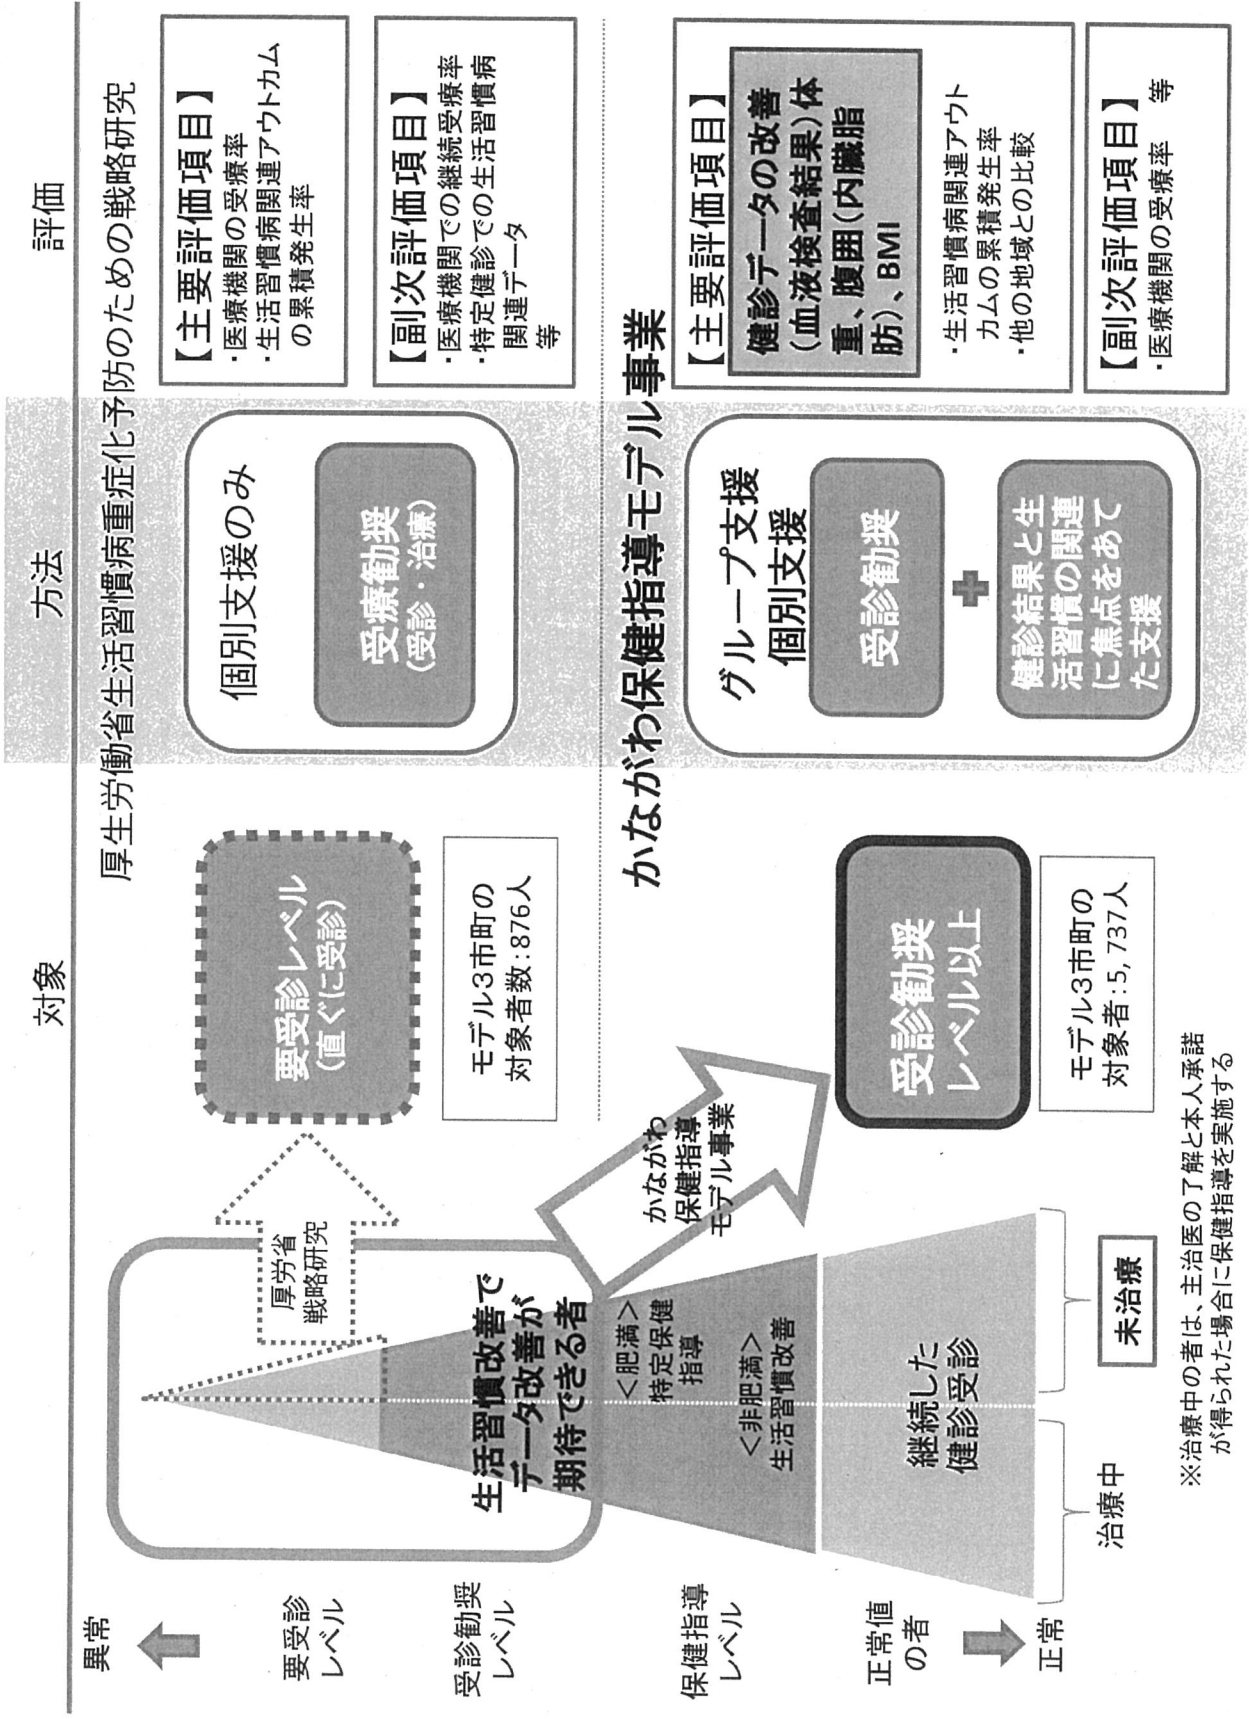 対象
方法
評価
異常
要受診
レベル
受診勧奨
レベル
保健指導
レベル
正常値
の者
正常
厚労省
戦略研究
生活習慣改善で
データ改善が
期待できる者
＜肥満＞
特定保健
指導
＜非肥満＞
生活習慣改善
継続した
健診受診
治療中
未治療
かながわ
保健指導
モデル事業
厚生労働省生活習慣病重症化予防のための戦略研究
要受診レベル
(直ぐに受診)
モデル3市町の
対象者数:876人
個別支援のみ
受療勧奨
(受診・治療)
【主要評価項目】
・医療機関の受療率
・生活習慣病関連アウトカム
の累積発生率
【副次評価項目】
・医療機関での継続受療率
・特定健診での生活習慣病
関連データ
等
かながわ保健指導モデル事業
受診勧奨
レベル以上
モデル3市町の
対象者:5,737人
グループ支援
個別支援
受診勧奨
+
健診結果と生
活習慣の関連
に焦点をあて
た支援
【主要評価項目】
健診データの改善
(血液検査結果)体
重、腹囲(内臓脂
肪)、BMI
・生活習慣病関連アウト
カムの累積発生率
・他の地域との比較
【副次評価項目】
・医療機関の受療率 等
※治療中の者は、主治医の了解と本人承諾
が得られた場合に保健指導を実施する